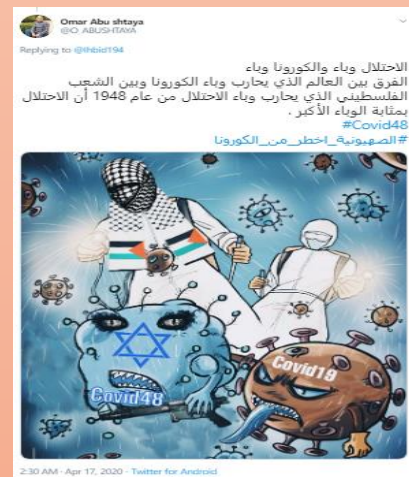 Omar Abu shtaya
@O_ABUSHTAYA
Replying to @lhbid194
الاحتلال وباء والكورونا وباء
الفرق بين العالم الذي يحارب وباء الكورونا وبين الشعب
الفلسطيني الذي يحارب وباء الاحتلال من عام 1948 أن الاحتلال
بمثابة الوباء الأكبر .
#Covid48
#الصهيونية_اخطر_من_الكورونا
Covid48
Covid19
2:30 AM · Apr 17, 2020 · Twitter for Android